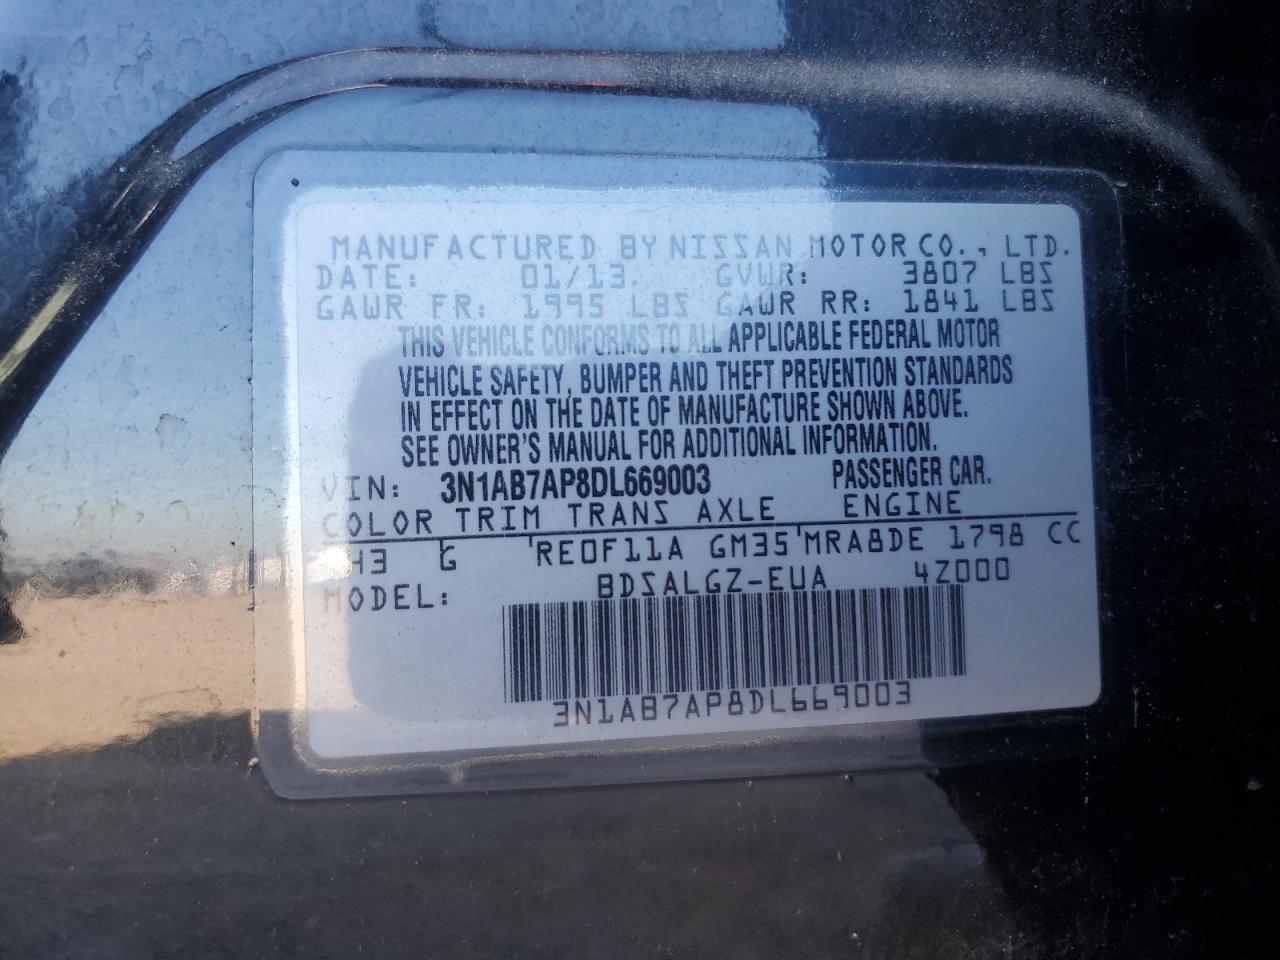 MANUFACTURED BY NISSAN MOTOR CO., LTD.
DATE: 01/13. GVWR: 3807 LBS
GAWR FR: 1995 LBS GAWR RR: 1841 LBS
THIS VEHICLE CONFORMS TO ALL APPLICABLE FEDERAL MOTOR
VEHICLE SAFETY, BUMPER AND THEFT PREVENTION STANDARDS
IN EFFECT ON THE DATE OF MANUFACTURE SHOWN ABOVE.
SEE OWNER'S MANUAL FOR ADDITIONAL INFORMATION.
VIN: 3N1AB7AP8DL669003 PASSENGER CAR.
COLOR TRIM TRANS AXLE ENGINE
G RE0F11A GM35 MRA8DE 1798 CC
MODEL: BDSALGZ-EUA 4Z000
3N1AB7AP8DL669003